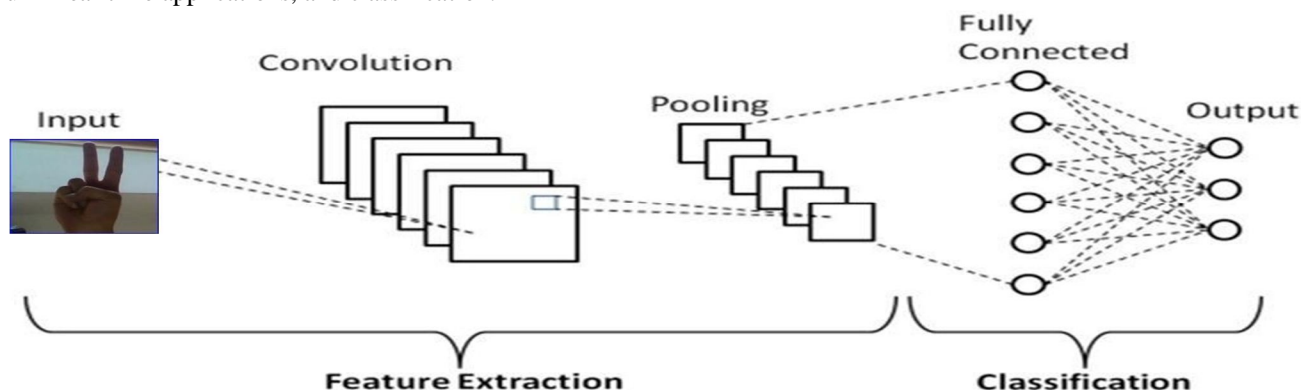 Fully
Connected
Convolution
Pooling
Output
Input
Feature Extraction
Classification